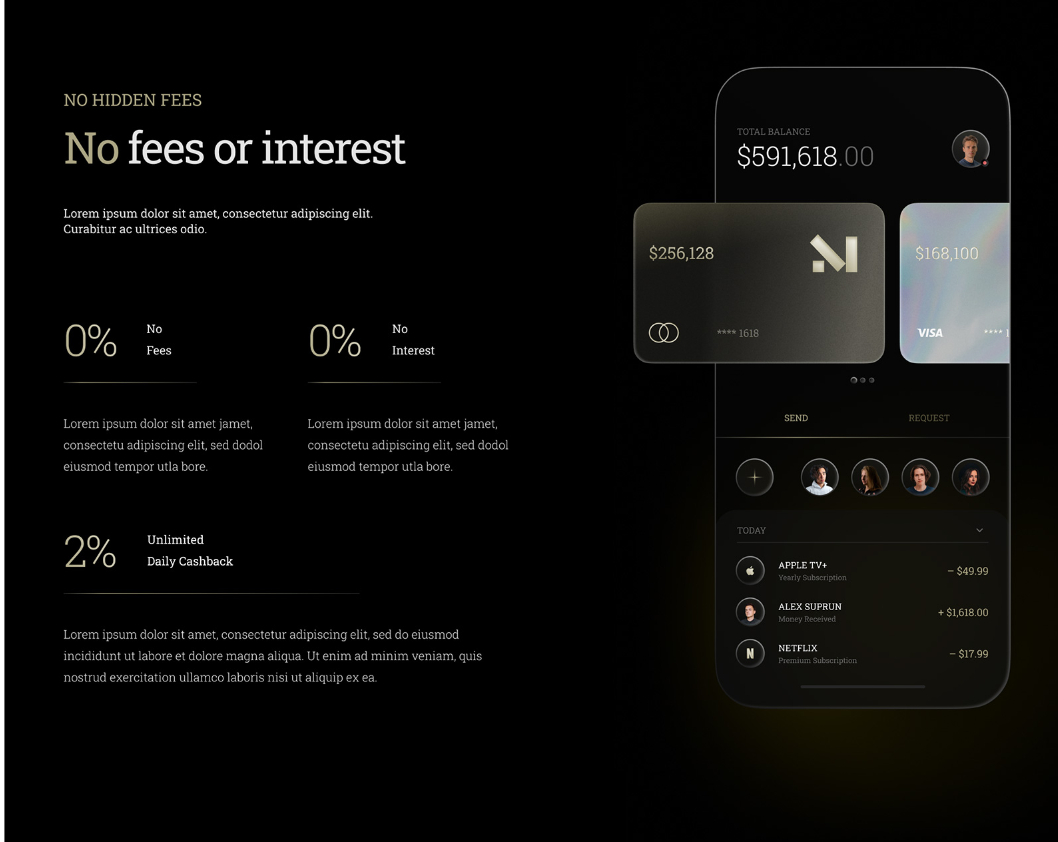 NO HIDDEN FEES
No fees or interest
Lorem ipsum dolor sit amet, consectetur adipiscing elit.
Curabitur ac ultrices odio.
0%
No
Fees
0%
No
Interest
Lorem ipsum dolor sit amet jamet,
consectetu adipiscing elit, sed dodol
eiusmod tempor utla bore.
Lorem ipsum dolor sit amet jamet,
consectetu adipiscing elit, sed dodol
eiusmod tempor utla bore.
2%
Unlimited
Daily Cashback
Lorem ipsum dolor sit amet, consectetur adipiscing elit, sed do eiusmod
incididunt ut labore et dolore magna aliqua. Ut enim ad minim veniam, quis
nostrud exercitation ullamco laboris nisi ut aliquip ex ea.
TOTAL BALANCE
$591,618.00
$256,128
**** 1618
$168,100
VISA
**** 1
SEND
REQUEST
TODAY
APPLE TV+
Yearly Subscription
– $49.99
ALEX SUPRUN
Money Received
+ $1,618.00
N
NETFLIX
Premium Subscription
– $17.99